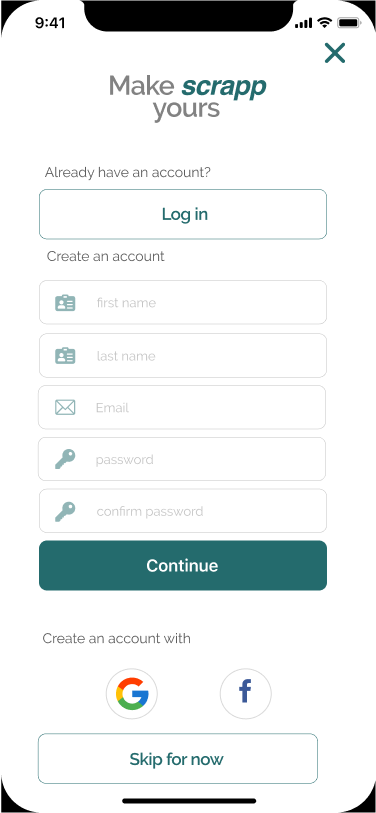 9:41
Make scrapp
yours
Already have an account?
Log in
Create an account
first name
last name
Email
password
confirm password
Continue
Create an account with
Skip for now